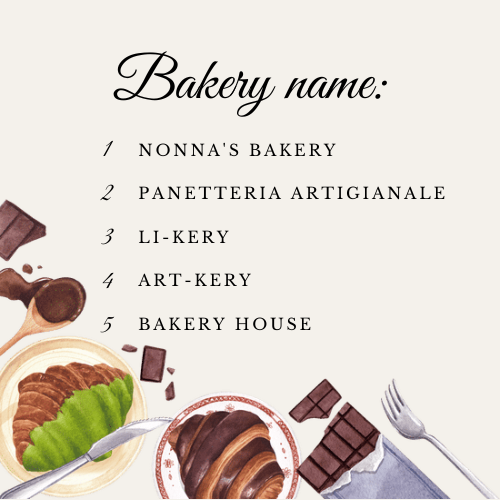 Bakery name:
1 NONNA'S BAKERY
2 PANETTERIA ARTIGIANALE
3 LI-KERY
4 ART-KERY
5 BAKERY HOUSE